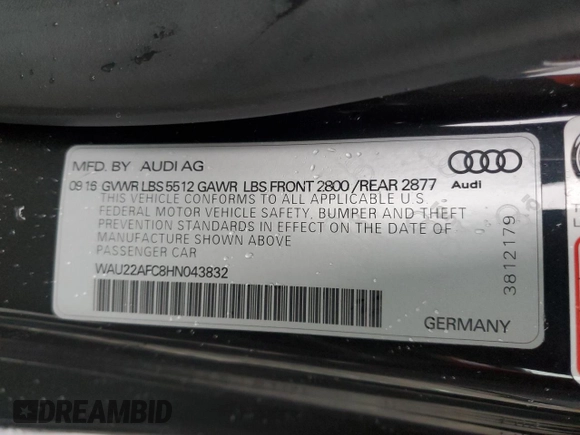 MFD. BY AUDI AG
09 16 GVWR LBS 5512 GAWR LBS FRONT 2800 /REAR 2877
Audi
THIS VEHICLE CONFORMS TO ALL APPLICABLE U S
FEDERAL MOTOR VEHICLE SAFETY, BUMPER AND THEFT
PREVENTION STANDARDS IN EFFECT ON THE DATE OF
MANUFACTURE SHOWN ABOVE
PASSENGER CAR
WAU22AFC8HN043832
GERMANY
38121179
DREAMBID